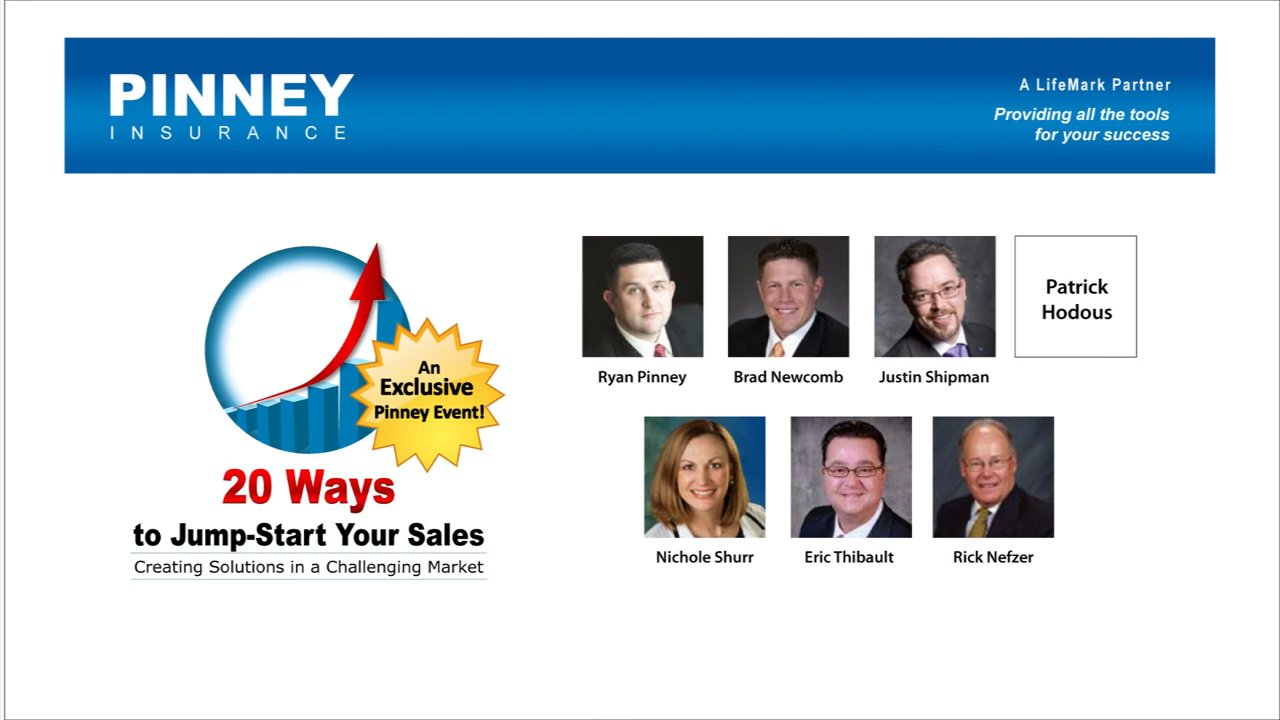 PINNEY
INSURANCE
A LifeMark Partner
Providing all the tools
for your success
An
Exclusive
Pinney Event!
20 Ways
to Jump-Start Your Sales
Creating Solutions in a Challenging Market
Patrick
Hodous
Ryan Pinney
Brad Newcomb
Justin Shipman
Nichole Shurr
Eric Thibault
Rick Nefzer